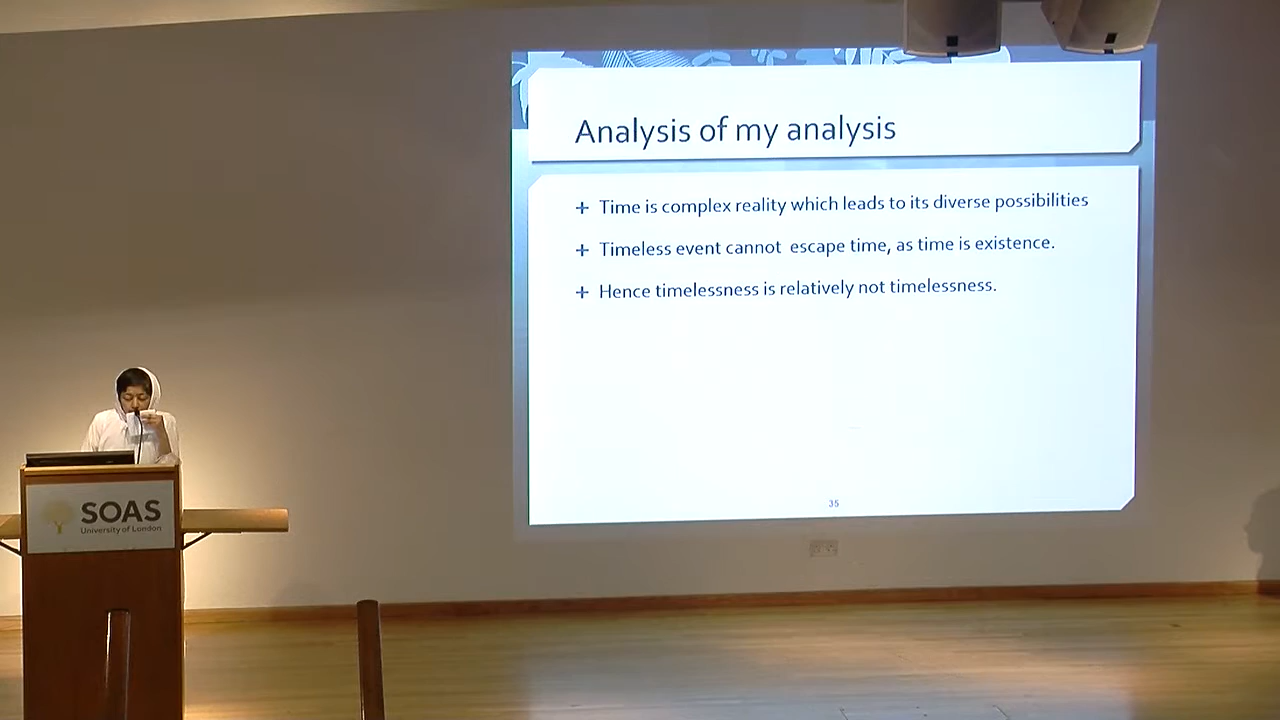 Analysis of my analysis
Time is complex reality which leads to its diverse possibilities
Timeless event cannot escape time, as time is existence.
Hence timelessness is relatively not timelessness.
35
SOAS
University of London